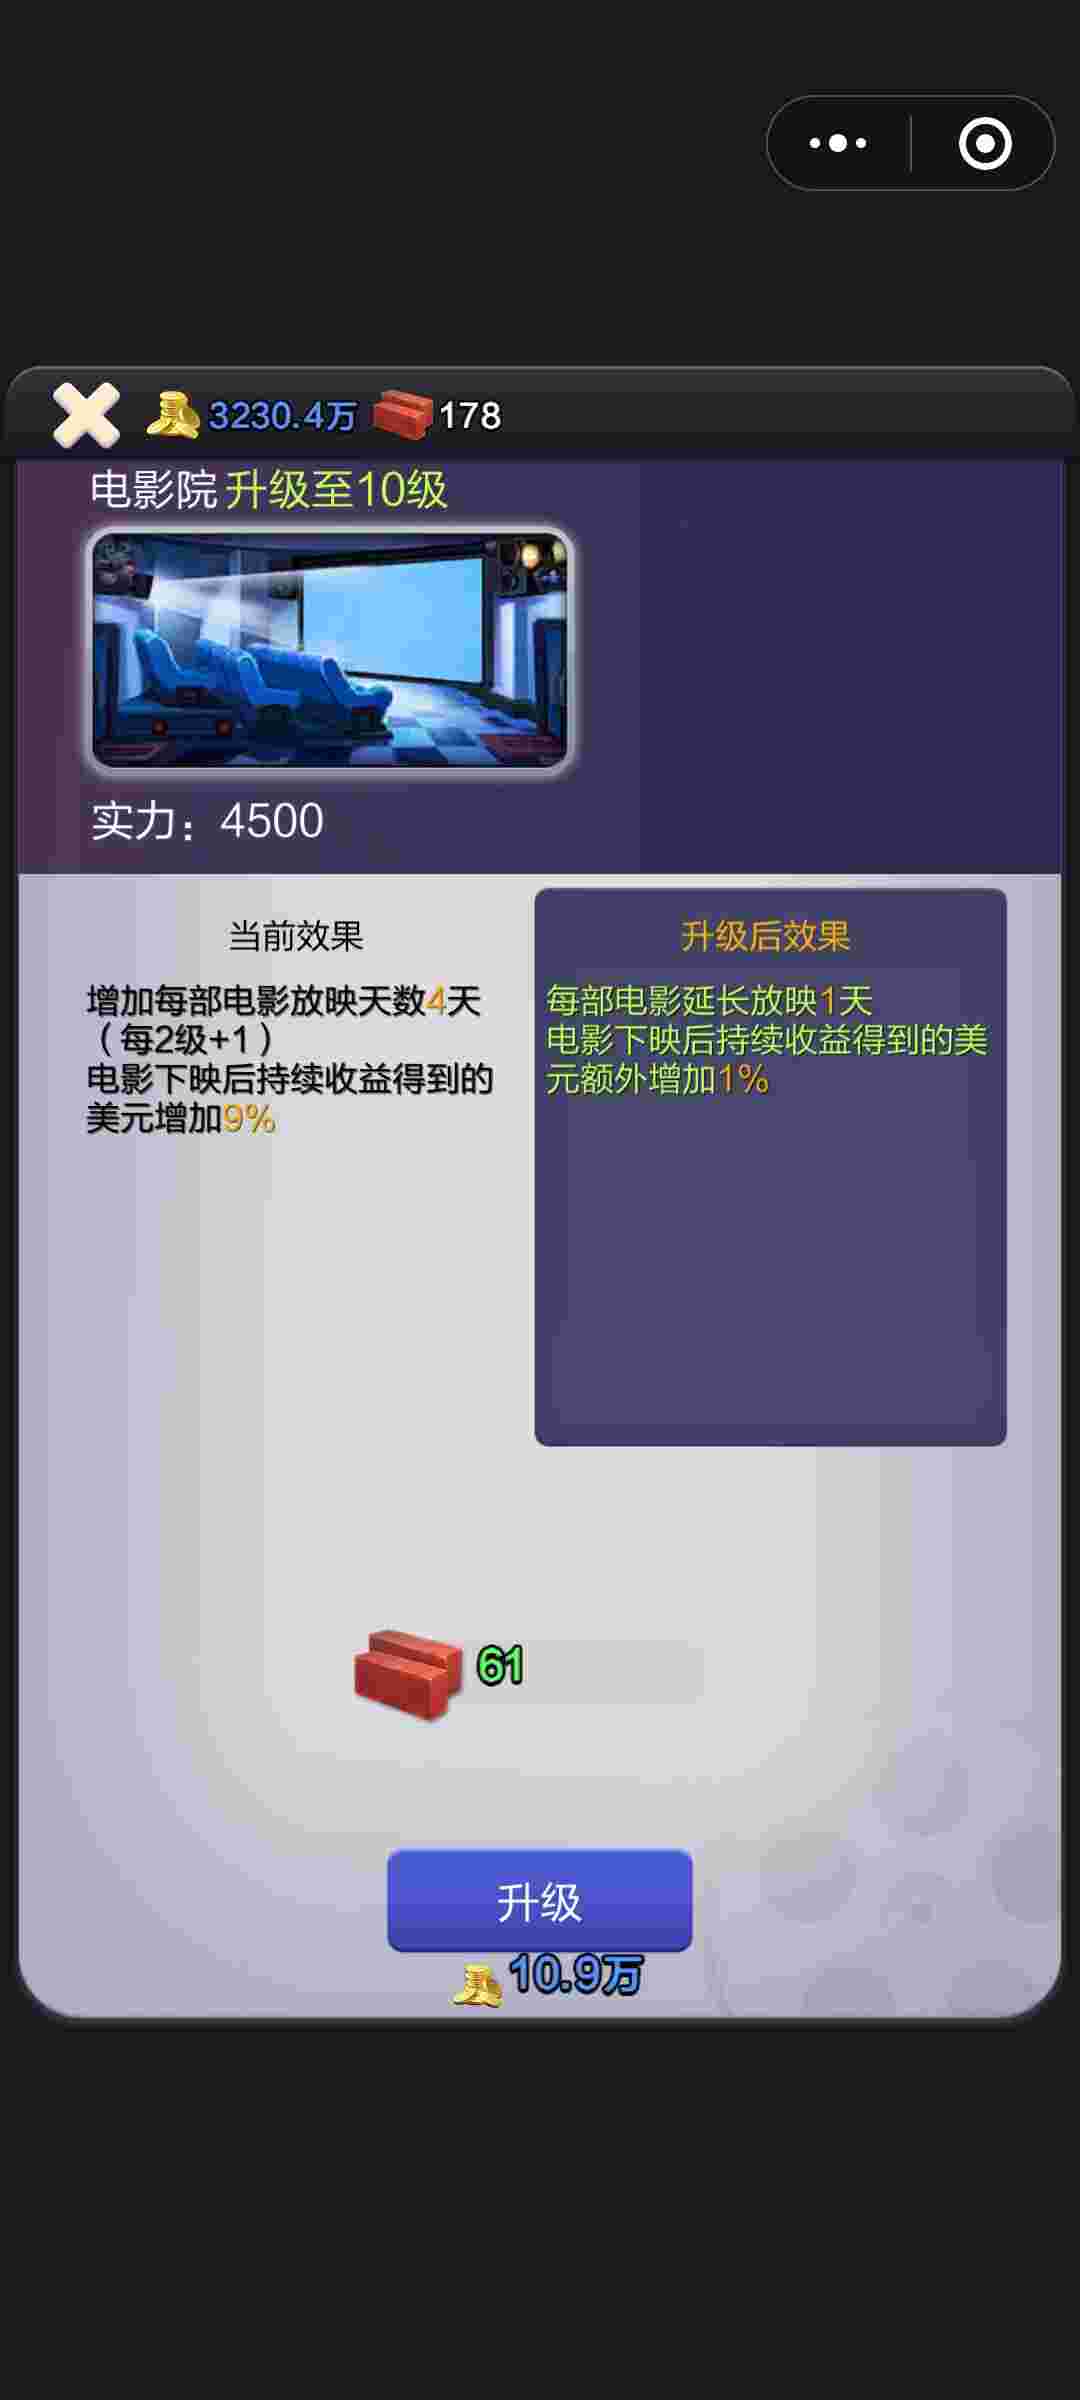 3230.4万 178
电影院升级至10级
实力：4500
当前效果
增加每部电影放映天数4天
（每2级+1）
电影下映后持续收益得到的
美元增加9%
升级后效果
每部电影延长放映1天
电影下映后持续收益得到的美
元额外增加1%
61
升级
10.9万